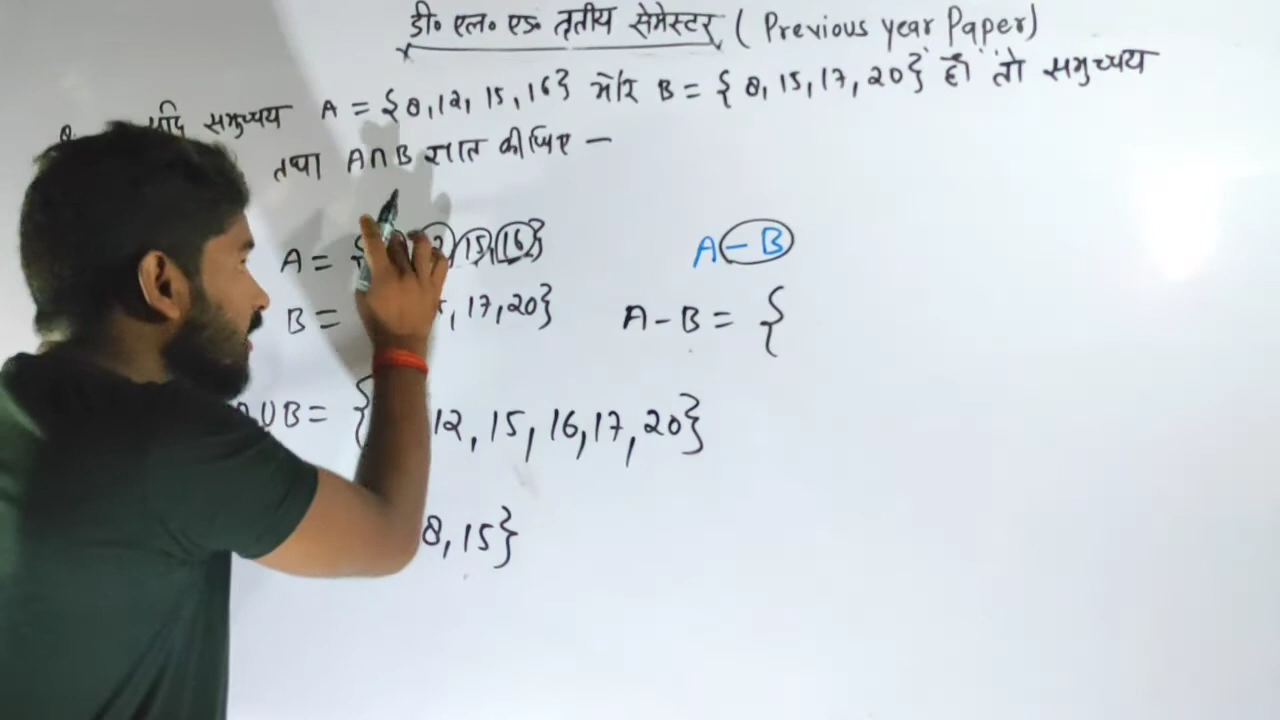 डी० एल० एड० तृतीय सेमेस्टर ( Previous year Paper)
यदि समुच्चय A = {8,12, 15,16} और B = { 8,15,17, 20} हो तो समुच्चय
तथा A∩B ज्ञात कीजिए —
A = { 15, 16}
A - B
B = , 17,20}
A - B = {
AUB = { 12, 15, 16,17, 20}
8, 15}